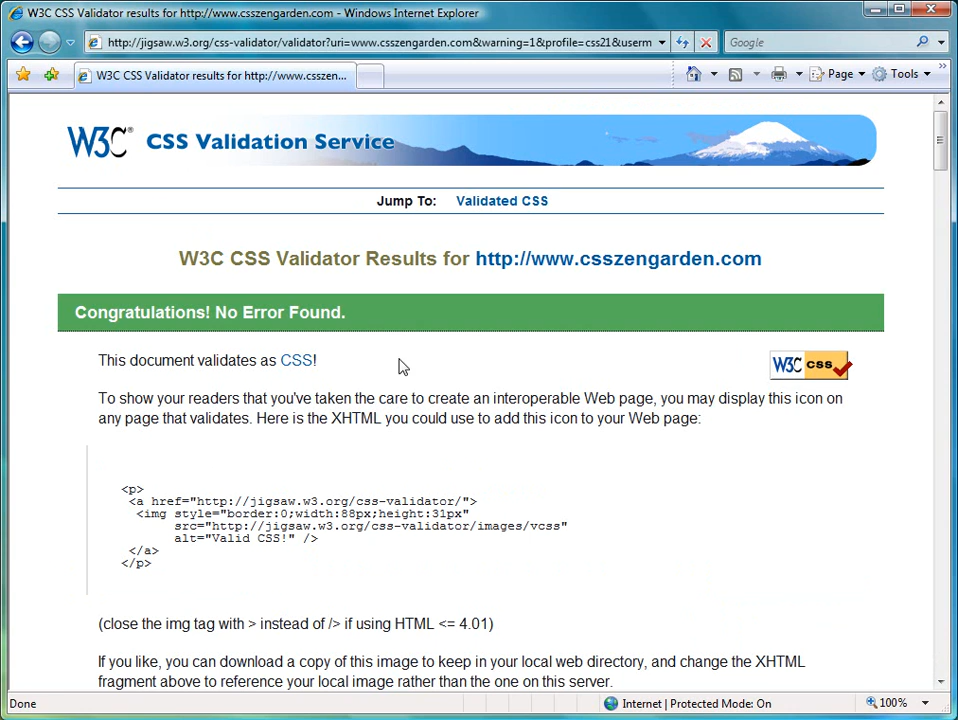 W3C CSS Validator results for http://www.csszengarden.com - Windows Internet Explorer
http://jigsaw.w3.org/css-validator/validator?uri=www.csszengarden.com&warning=1&profile=css21&userm
Google
W3C CSS Validator results for http://www.csszen...
Page
Tools
W3C® CSS Validation Service
Jump To: Validated CSS
W3C CSS Validator Results for http://www.csszengarden.com
Congratulations! No Error Found.
This document validates as CSS!
W3C css
To show your readers that you've taken the care to create an interoperable Web page, you may display this icon on
any page that validates. Here is the XHTML you could use to add this icon to your Web page:
<p>
<a href="http://jigsaw.w3.org/css-validator/">
<img style="border:0;width:88px;height:31px"
src="http://jigsaw.w3.org/css-validator/images/vcss"
alt="Valid CSS!" />
</a>
</p>
(close the img tag with > instead of /> if using HTML <= 4.01)
If you like, you can download a copy of this image to keep in your local web directory, and change the XHTML
fragment above to reference your local image rather than the one on this server.
Done
Internet | Protected Mode: On
100%